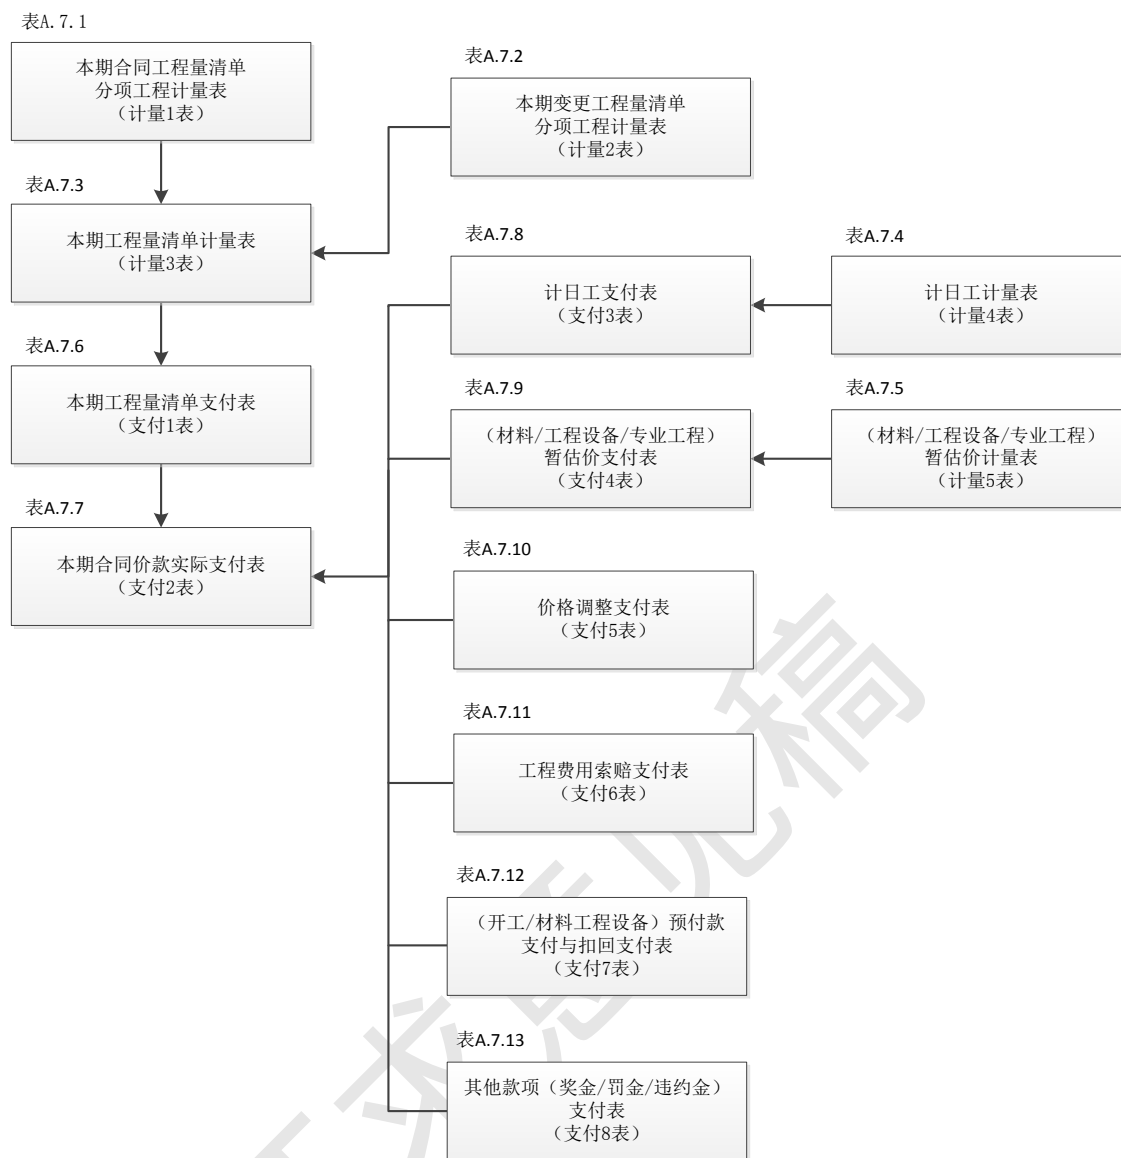 表A.7.1
本期合同工程量清单
分项工程计量表
（计量1表）
表A.7.2
本期变更工程量清单
分项工程计量表
（计量2表）
表A.7.3
本期工程量清单计量表
（计量3表）
表A.7.8
计日工支付表
（支付3表）
表A.7.4
计日工计量表
（计量4表）
表A.7.6
本期工程量清单支付表
（支付1表）
表A.7.9
（材料/工程设备/专业工程）
暂估价支付表
（支付4表）
表A.7.5
（材料/工程设备/专业工程）
暂估价计量表
（计量5表）
表A.7.7
本期合同价款实际支付表
（支付2表）
表A.7.10
价格调整支付表
（支付5表）
表A.7.11
工程费用索赔支付表
（支付6表）
表A.7.12
（开工/材料工程设备）预付款
支付与扣回支付表
（支付7表）
表A.7.13
其他款项（奖金/罚金/违约金）
支付表
（支付8表）
求意见稿